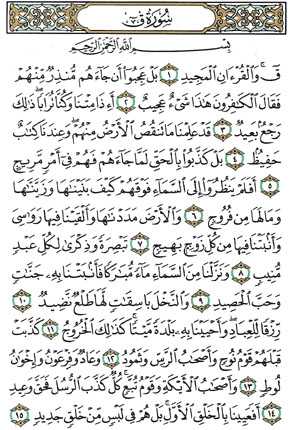 سُورَةُ قٓ
بِسْمِ ٱللَّهِ ٱلرَّحْمَٰنِ ٱلرَّحِيمِ
قٓ وَٱلْقُرْءَانِ ٱلْمَجِيدِ ١ بَلْ عَجِبُوٓا۟ أَن جَآءَهُم مُّنذِرٌ مِّنْهُمْ
فَقَالَ ٱلْكَٰفِرُونَ هَٰذَا شَىْءٌ عَجِيبٌ ٢ أَءِذَا مِتْنَا وَكُنَّا تُرَابًا ذَٰلِكَ
رَجْعٌۢ بَعِيدٌ ٣ قَدْ عَلِمْنَا مَا تَنقُصُ ٱلْأَرْضُ مِنْهُمْ وَعِندَنَا كِتَٰبٌ
حَفِيظٌۢ ٤ بَلْ كَذَّبُوا۟ بِٱلْحَقِّ لَمَّا جَآءَهُمْ فَهُمْ فِىٓ أَمْرٍ مَّرِيجٍ
٥ أَفَلَمْ يَنظُرُوٓا۟ إِلَى ٱلسَّمَآءِ فَوْقَهُمْ كَيْفَ بَنَيْنَٰهَا وَزَيَّنَّٰهَا
وَمَا لَهَا مِن فُرُوجٍ ٦ وَٱلْأَرْضَ مَدَدْنَٰهَا وَأَلْقَيْنَا فِيهَا رَوَٰسِىَ
وَأَنۢبَتْنَا فِيهَا مِن كُلِّ زَوْجٍۭ بَهِيجٍ ٧ تَبْصِرَةً وَذِكْرَىٰ لِكُلِّ عَبْدٍ
مُّنِيبٍ ٨ وَنَزَّلْنَا مِنَ ٱلسَّمَآءِ مَآءً مُّبَٰرَكًا فَأَنۢبَتْنَا بِهِۦ جَنَّٰتٍ
وَحَبَّ ٱلْحَصِيدِ ٩ وَٱلنَّخْلَ بَاسِقَٰتٍ لَّهَا طَلْعٌ نَّضِيدٌ ١٠
رِّزْقًا لِّلْعِبَادِ وَأَحْيَيْنَا بِهِۦ بَلْدَةً مَّيْتًا كَذَٰلِكَ ٱلْخُرُوجُ ١١ كَذَّبَتْ
قَبْلَهُمْ قَوْمُ نُوحٍ وَأَصْحَٰبُ ٱلرَّسِّ وَثَمُودُ ١٢ وَعَادٌ وَفِرْعَوْنُ وَإِخْوَٰنُ
لُوطٍ ١٣ وَأَصْحَٰبُ ٱلْأَيْكَةِ وَقَوْمُ تُبَّعٍ كُلٌّ كَذَّبَ ٱلرُّسُلَ فَحَقَّ وَعِيدِ
١٤ أَفَعَيِينَا بِٱلْخَلْقِ ٱلْأَوَّلِ بَلْ هُمْ فِى لَبْسٍ مِّنْ خَلْقٍ جَدِيدٍ ١٥